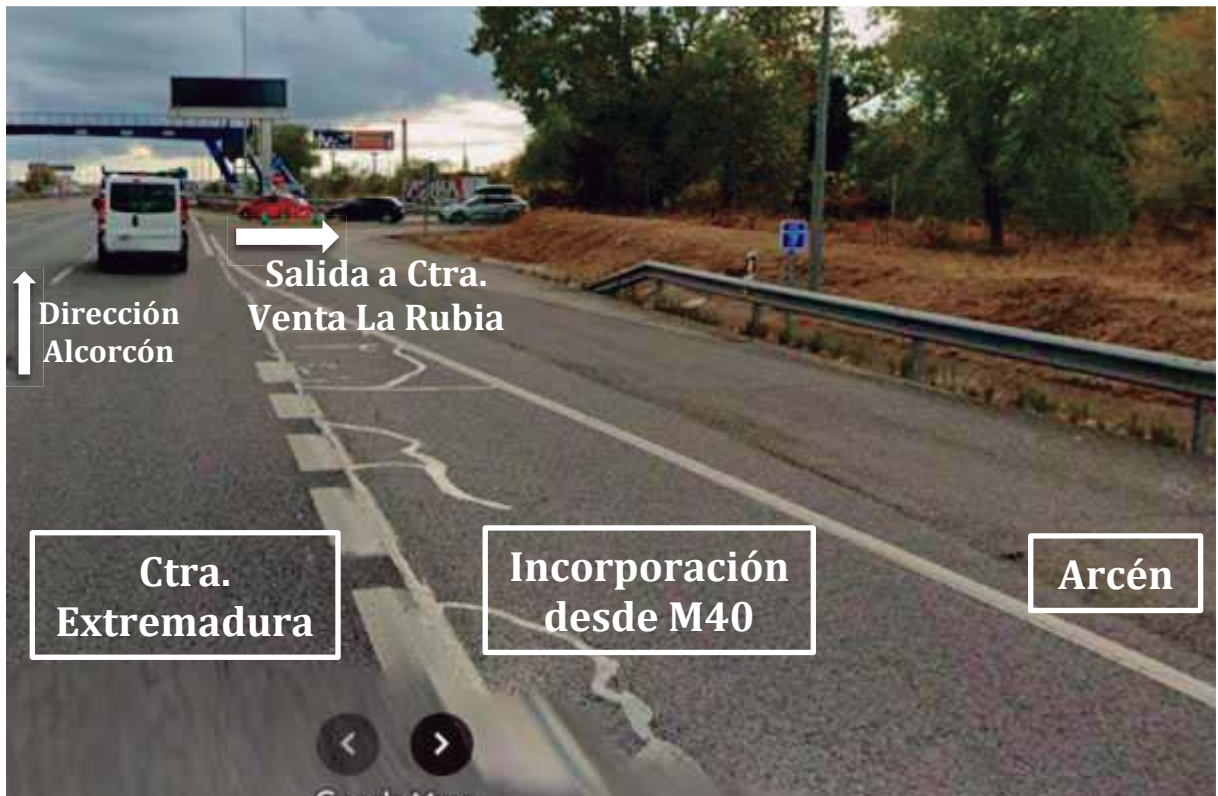 Salida a Ctra.
Venta La Rubia
Dirección
Alcorcón
Ctra.
Extremadura
Incorporación
desde M40
Arcén